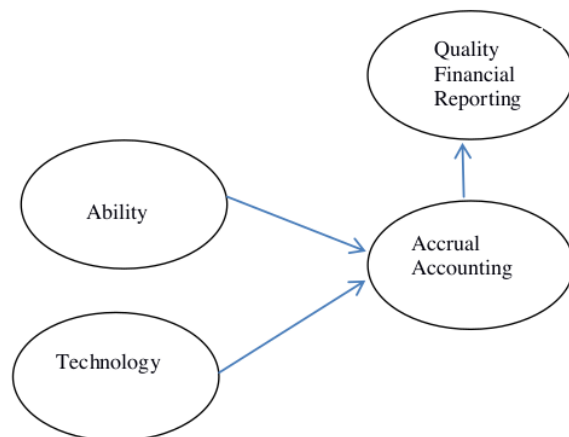 Quality
Financial
Reporting
Ability
Accrual
Accounting
Technology